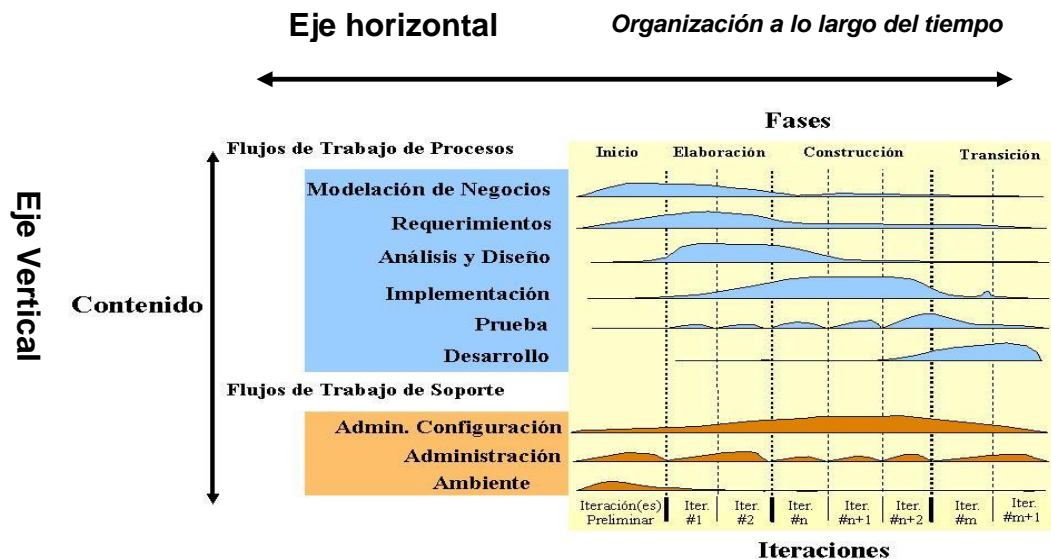 Eje horizontal
Organización a lo largo del tiempo
Eje Vertical
Contenido
Fases
Flujos de Trabajo de Procesos
Inicio Elaboración Construcción Transición
Modelación de Negocios
Requerimientos
Análisis y Diseño
Implementación
Prueba
Desarrollo
Flujos de Trabajo de Soporte
Admin. Configuración
Administración
Ambiente
Iteración(es) Iter. Iter. Iter. Iter. Iter. Iter. Iter.
Preliminar #1 #2 #n #n+1 #n+2 #m #m+1
Iteraciones